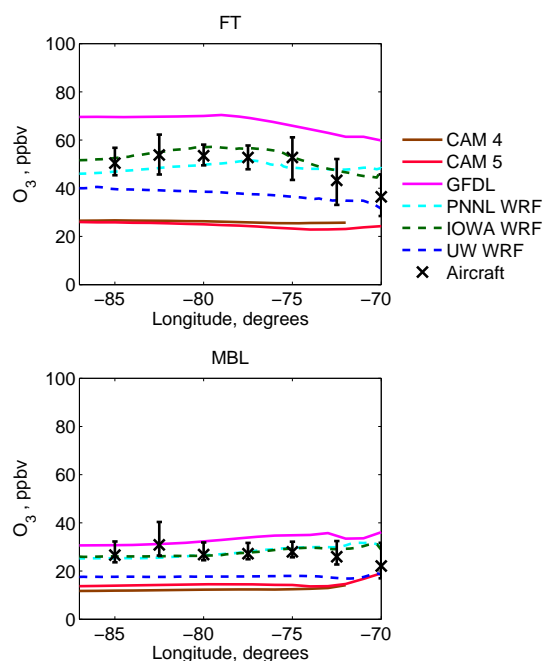 FT
100
80
60
40
20
0
O3 , ppbv
−85 −80 −75 −70
Longitude, degrees
CAM 4
CAM 5
GFDL
PNNL WRF
IOWA WRF
UW WRF
Aircraft
MBL
100
80
60
40
20
0
O3 , ppbv
−85 −80 −75 −70
Longitude, degrees